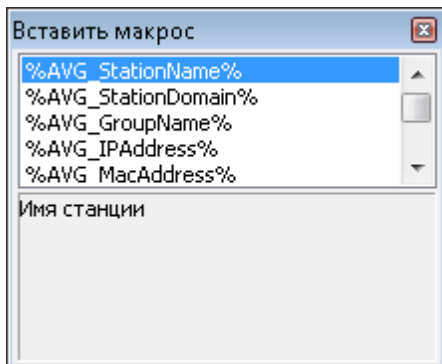 Вставить макрос
%AVG_StationName%
%AVG_StationDomain%
%AVG_GroupName%
%AVG_IPAddress%
%AVG_MacAddress%
Имя станции